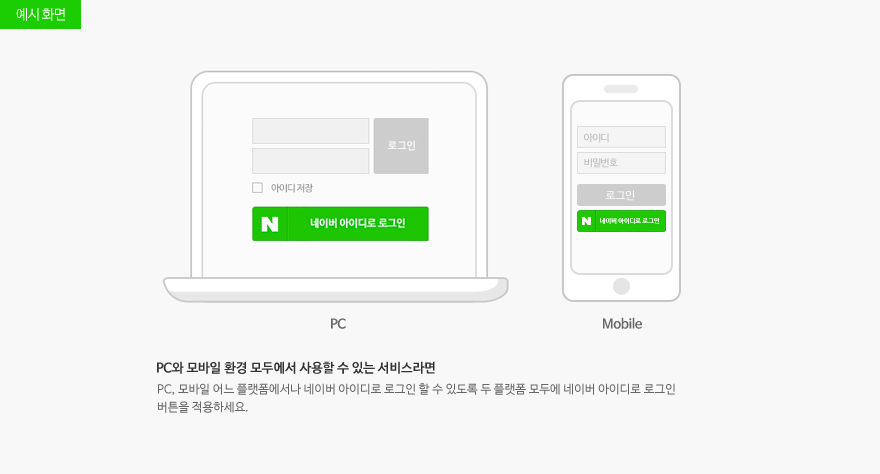 예시 화면
로그인
아이디 저장
N 네이버 아이디로 로그인
아이디
비밀번호
로그인
N 네이버 아이디로 로그인
PC
Mobile
PC와 모바일 환경 모두에서 사용할 수 있는 서비스라면
PC, 모바일 어느 플랫폼에서나 네이버 아이디로 로그인 할 수 있도록 두 플랫폼 모두에 네이버 아이디로 로그인
버튼을 적용하세요.